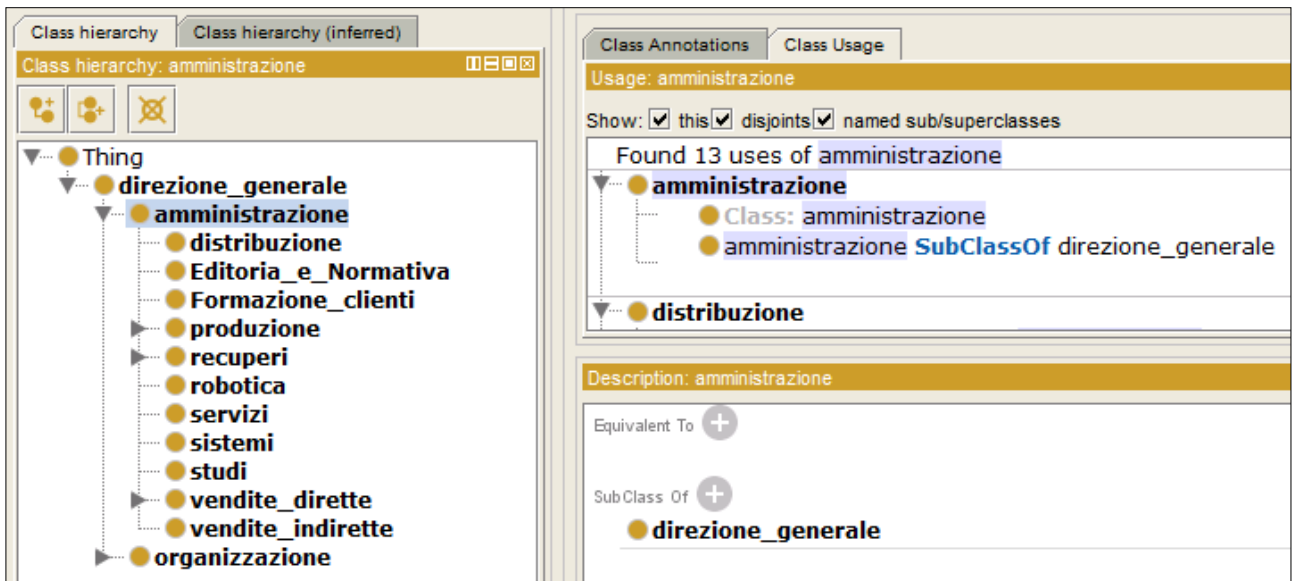 Class hierarchy
Class hierarchy (inferred)
Class hierarchy: amministrazione
Thing
direzione_generale
amministrazione
distribuzione
Editoria_e_Normativa
Formazione_clienti
produzione
recuperi
robotica
servizi
sistemi
studi
vendite_dirette
vendite_indirette
organizzazione
Class Annotations
Class Usage
Usage: amministrazione
Show: this disjoints named sub/superclasses
Found 13 uses of amministrazione
amministrazione
Class: amministrazione
amministrazione SubClassOf direzione_generale
distribuzione
Description: amministrazione
Equivalent To
SubClass Of
direzione_generale